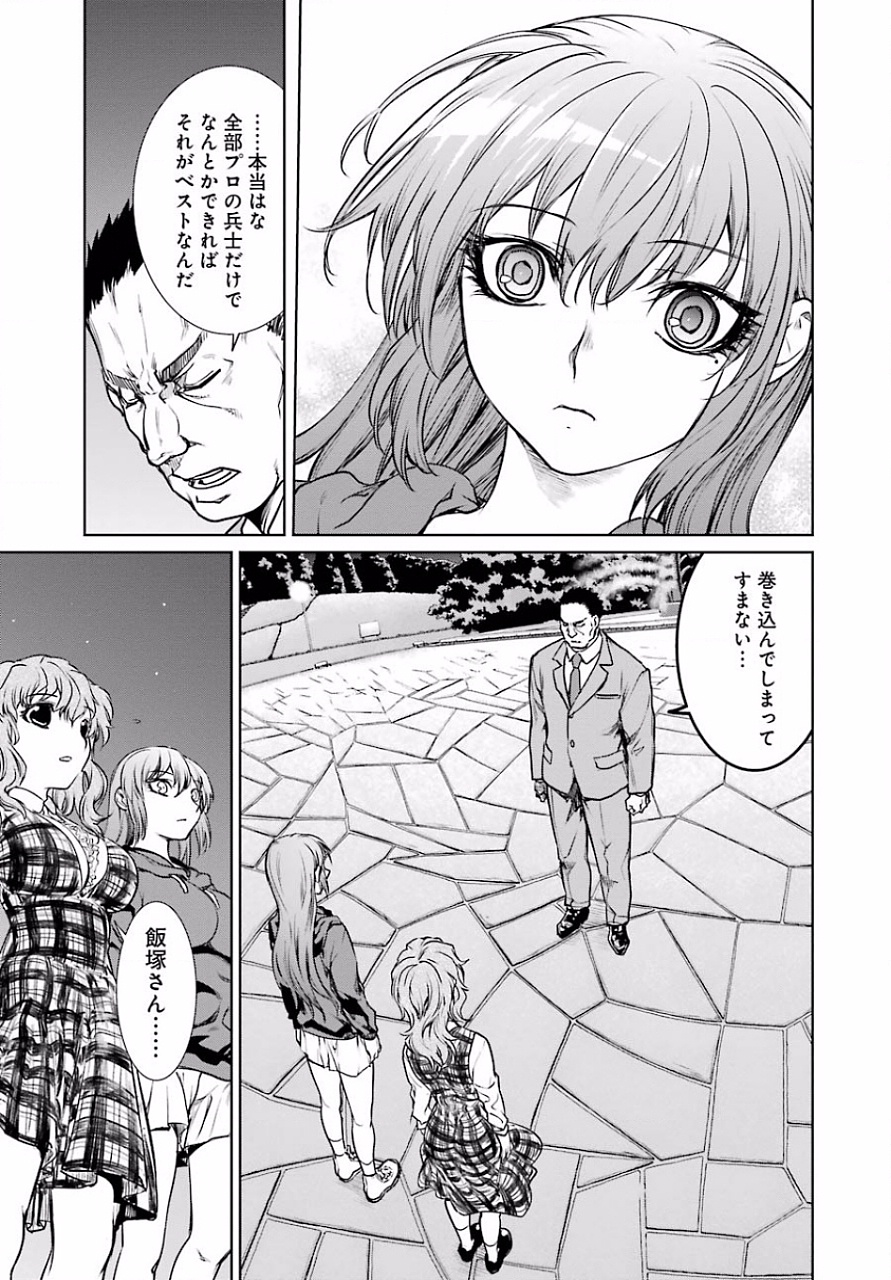 ……本当はな
全部プロの兵士だけで
なんとかできれば
それがベストなんだ
巻き込んでしまって
すまない…
飯塚さん……